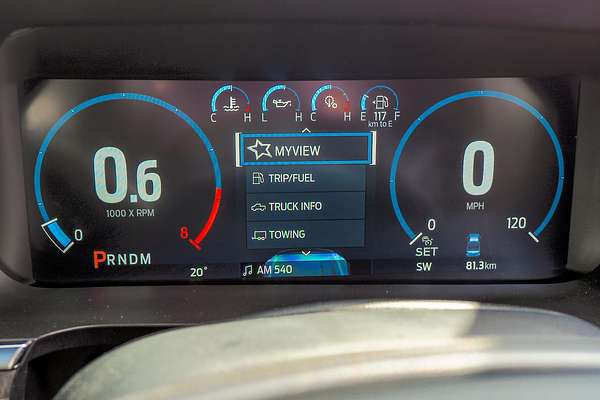 C H
L H
C H
E F
117
km to E
MYVIEW
TRIP/FUEL
TRUCK INFO
TOWING
0.6
1000 X RPM
0
8
PRNDM
20°
AM 540
0
MPH
0
120
SET
SW
81.3km